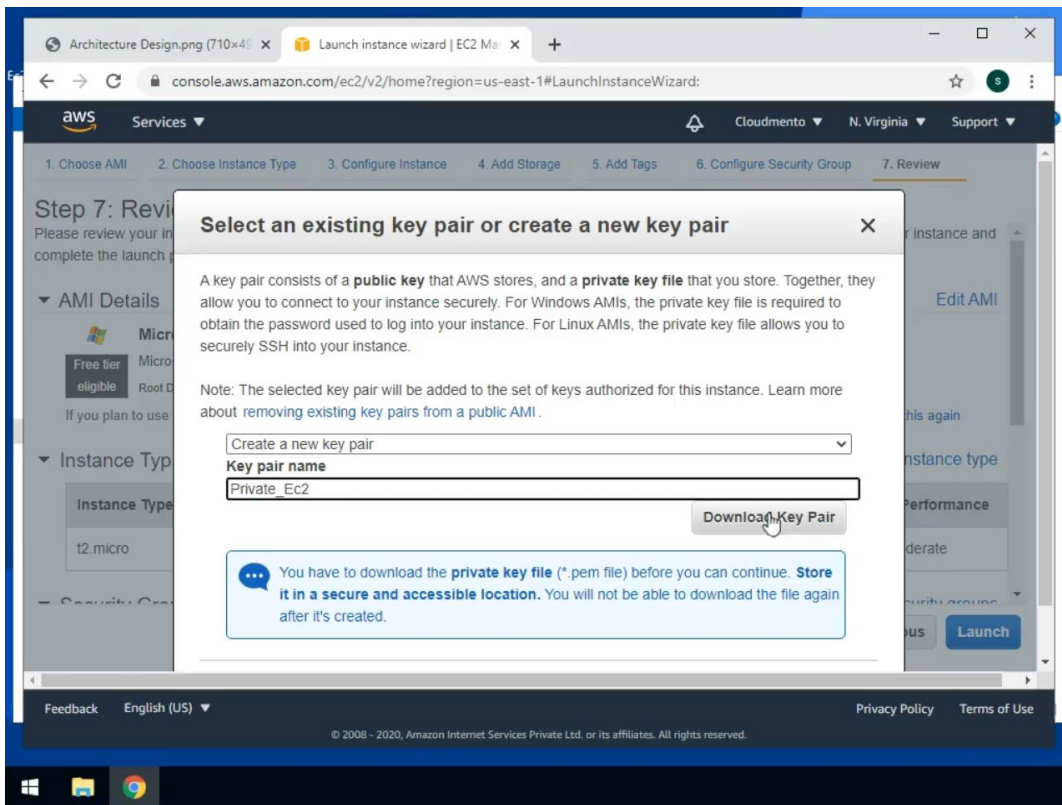 Architecture Design.png (710×49
Launch instance wizard | EC2 Ma
console.aws.amazon.com/ec2/v2/home?region=us-east-1#LaunchInstanceWizard:
S
aws
Services
Cloudmento
N. Virginia
Support
1. Choose AMI
2. Choose Instance Type
3. Configure Instance
4. Add Storage
5. Add Tags
6. Configure Security Group
7. Review
Step 7: Revi
Please review your in
r instance and
complete the launch p
Select an existing key pair or create a new key pair
A key pair consists of a public key that AWS stores, and a private key file that you store. Together, they
allow you to connect to your instance securely. For Windows AMIs, the private key file is required to
obtain the password used to log into your instance. For Linux AMIs, the private key file allows you to
securely SSH into your instance.
Note: The selected key pair will be added to the set of keys authorized for this instance. Learn more
about removing existing key pairs from a public AMI.
Create a new key pair
Key pair name
Private_Ec2
Download Key Pair
You have to download the private key file (*.pem file) before you can continue. Store
it in a secure and accessible location. You will not be able to download the file again
after it's created.
AMI Details
Edit AMI
Micr
Free tier
eligible
Micro
Root D
If you plan to use
this again
Instance Typ
nstance type
Instance Type
Performance
t2.micro
derate
ous
Launch
Feedback
English (US)
Privacy Policy
Terms of Use
© 2008 - 2020, Amazon Internet Services Private Ltd. or its affiliates. All rights reserved.